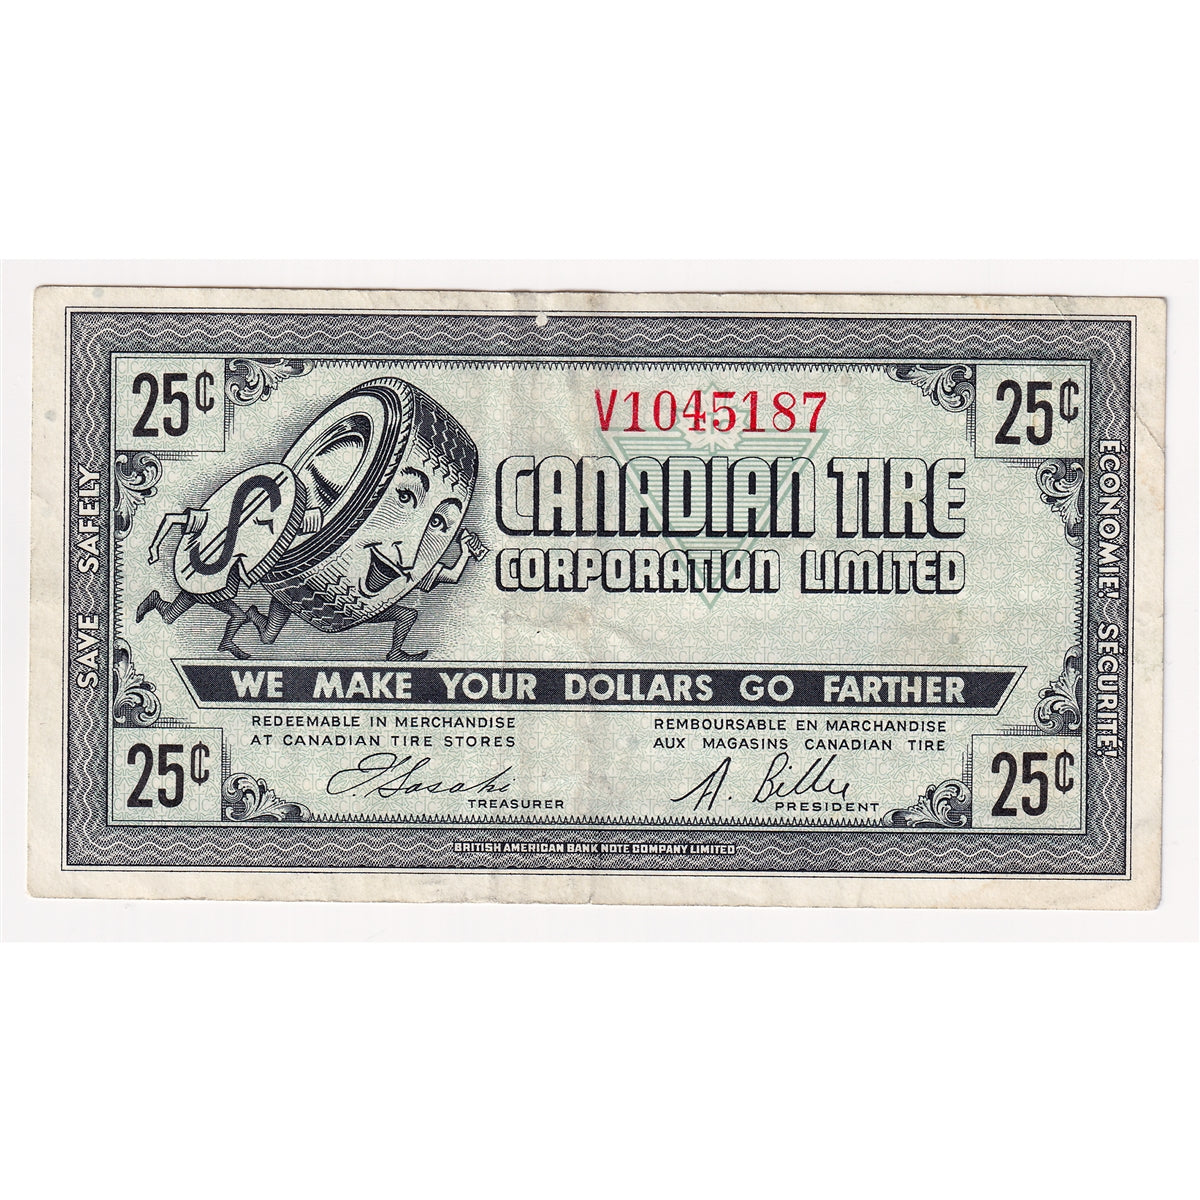 25¢
V1045187
25¢
CANADIAN TIRE
CORPORATION LIMITED
SAVE SAFELY
ÉCONOMIE! SÉCURITÉ!
$
WE MAKE YOUR DOLLARS GO FARTHER
REDEEMABLE IN MERCHANDISE
AT CANADIAN TIRE STORES
REMBOURSABLE EN MARCHANDISE
AUX MAGASINS CANADIAN TIRE
25¢
TREASURER
A. Billes
PRESIDENT
25¢
BRITISH AMERICAN BANK NOTE COMPANY LIMITED